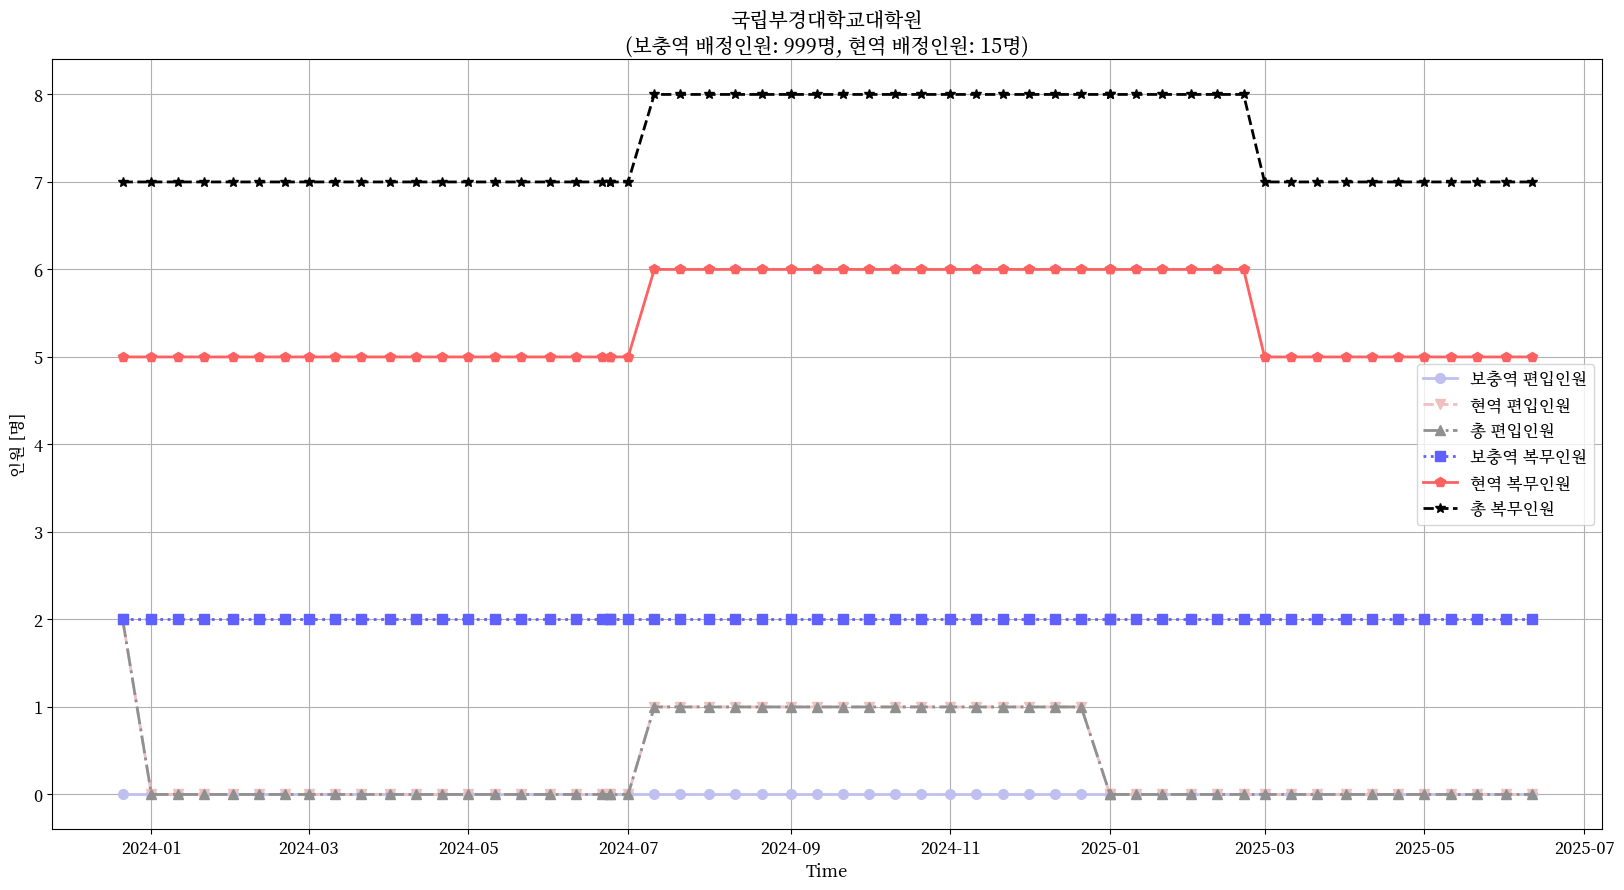 국립부경대학교대학원
(보충역 배정인원: 999명, 현역 배정인원: 15명)
8
7
6
5
4
3
2
1
0
인원 [명]
보충역 편입인원
현역 편입인원
총 편입인원
보충역 복무인원
현역 복무인원
총 복무인원
2024-01
2024-03
2024-05
2024-07
2024-09
2024-11
2025-01
2025-03
2025-05
2025-07
Time